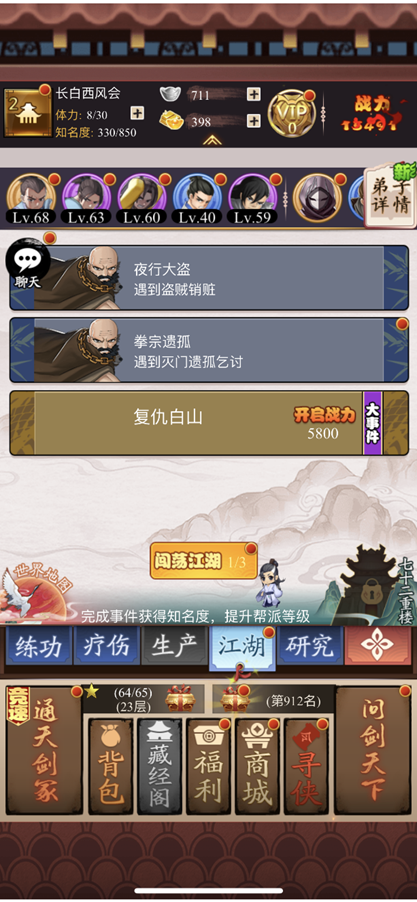 长白西风会
2
体力: 8/30
知名度: 330/850
711
398
VIP
0
战力
15491
Lv.68
Lv.63
Lv.60
Lv.40
Lv.59
新
弟子
详情
聊天
夜行大盗
遇到盗贼销赃
拳宗遗孤
遇到灭门遗孤乞讨
复仇白山
开启战力
5800
大事件
世界地图
闯荡江湖 1/3
七十二重楼
完成事件获得知名度，提升帮派等级
练功
疗伤
生产
江湖
研究
竞速
通天剑冢
(64/65)
(23层)
(第912名)
问剑天下
背包
藏经阁
福利
商城
寻侠